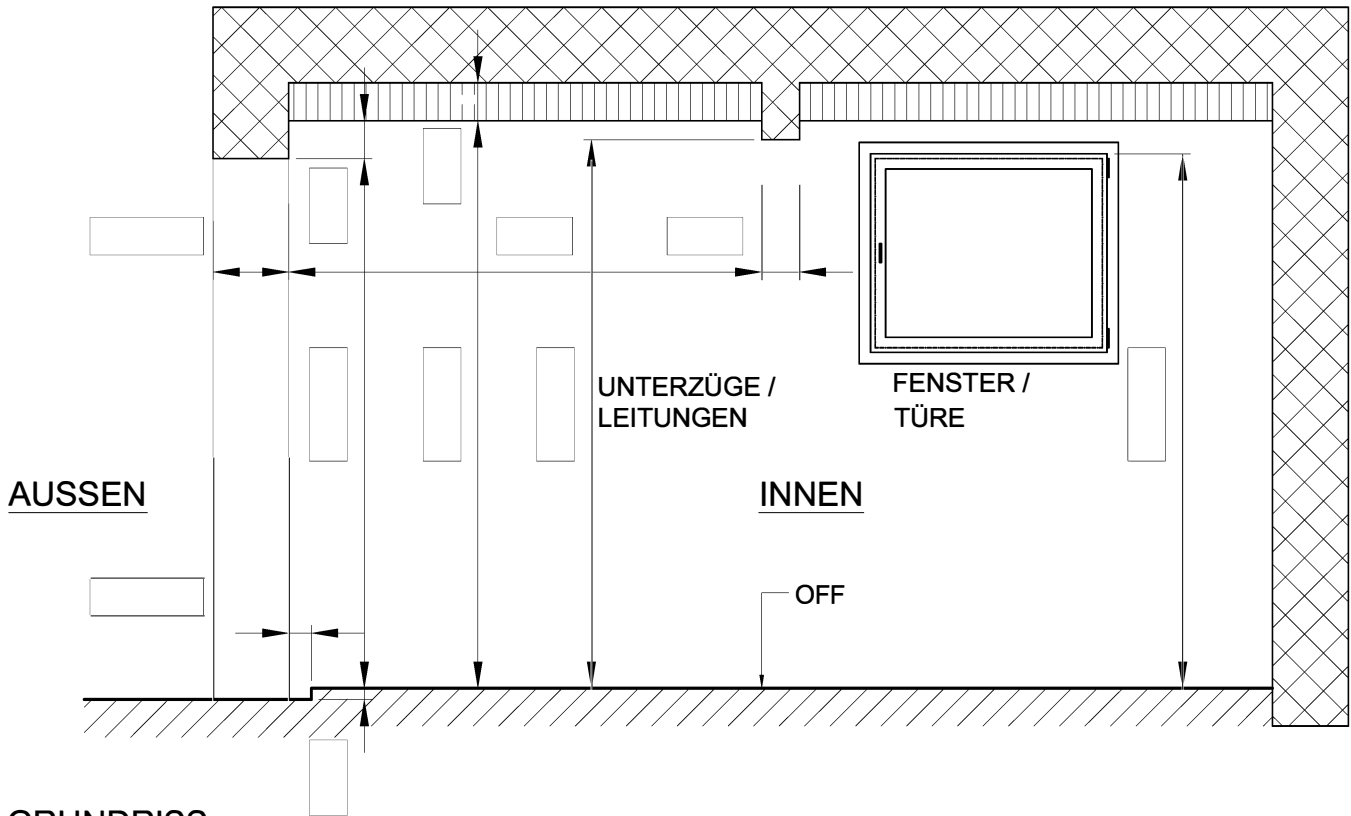 UNTERZÜGE /
LEITUNGEN
FENSTER /
TÜRE
AUSSEN
INNEN
OFF
GRUNDRISS